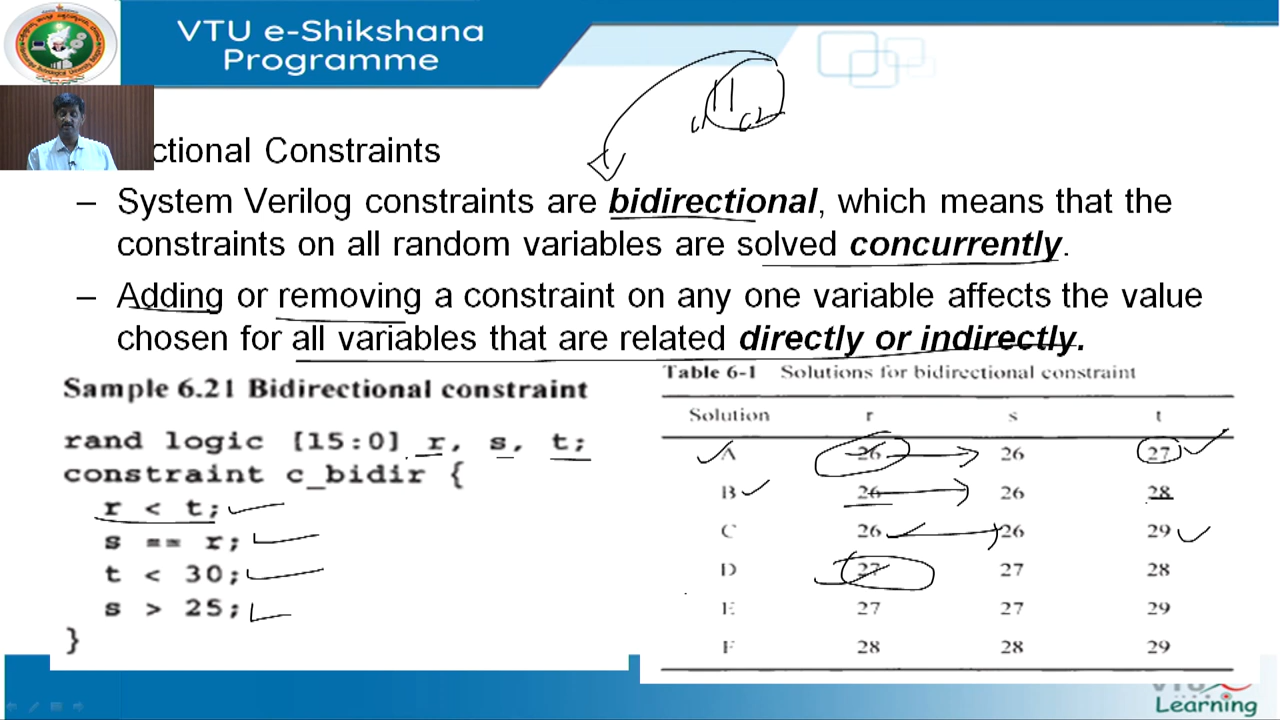 VTU e-Shikshana
Programme
ctional Constraints
– System Verilog constraints are bidirectional, which means that the
constraints on all random variables are solved concurrently.
– Adding or removing a constraint on any one variable affects the value
chosen for all variables that are related directly or indirectly.
Sample 6.21 Bidirectional constraint
rand logic [15:0] r, s, t;
constraint c_bidir {
r < t;
s == r;
t < 30;
s > 25;
}
Table 6-1 Solutions for bidirectional constraint
Solution r s t
A 26 26 27
B 26 26 28
C 26 26 29
D 27 27 28
E 27 27 29
F 28 28 29
VTU
Learning